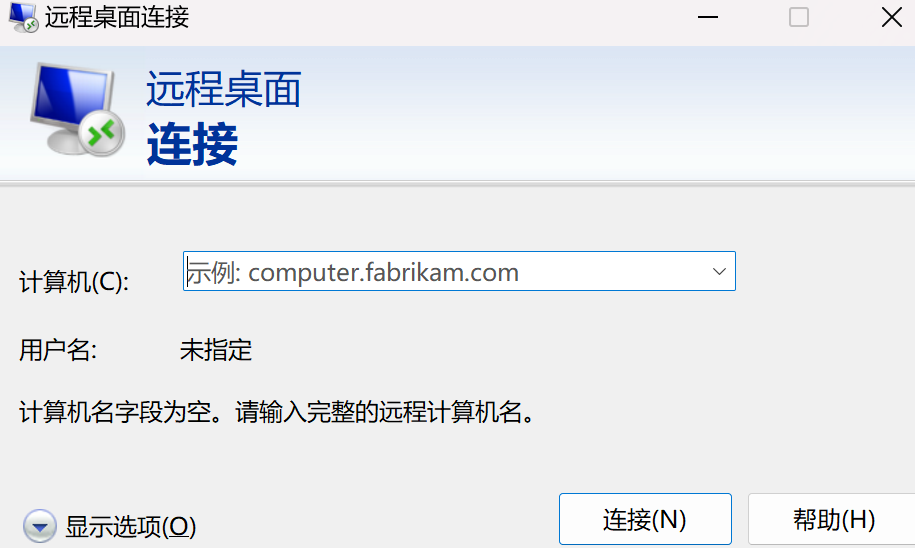 远程桌面连接
远程桌面
连接
计算机(C):
示例: computer.fabrikam.com
用户名:
未指定
计算机名字段为空。请输入完整的远程计算机名。
显示选项(O)
连接(N)
帮助(H)